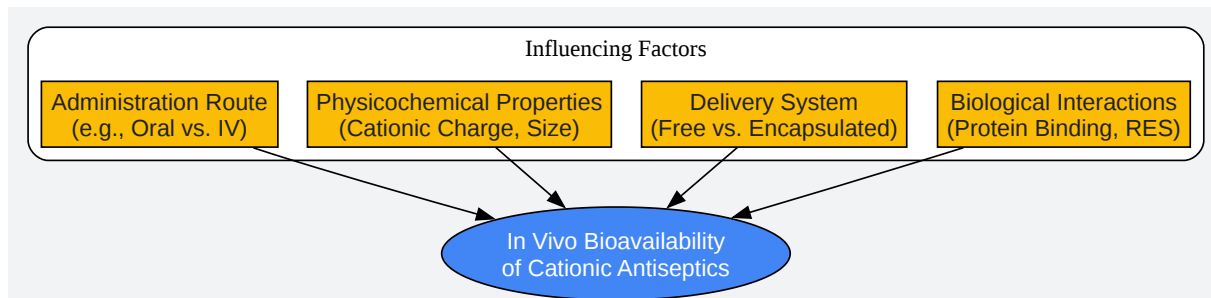 Influencing Factors
Administration Route
(e.g., Oral vs. IV)
Physicochemical Properties
(Cationic Charge, Size)
Delivery System
(Free vs. Encapsulated)
Biological Interactions
(Protein Binding, RES)
In Vivo Bioavailability
of Cationic Antiseptics